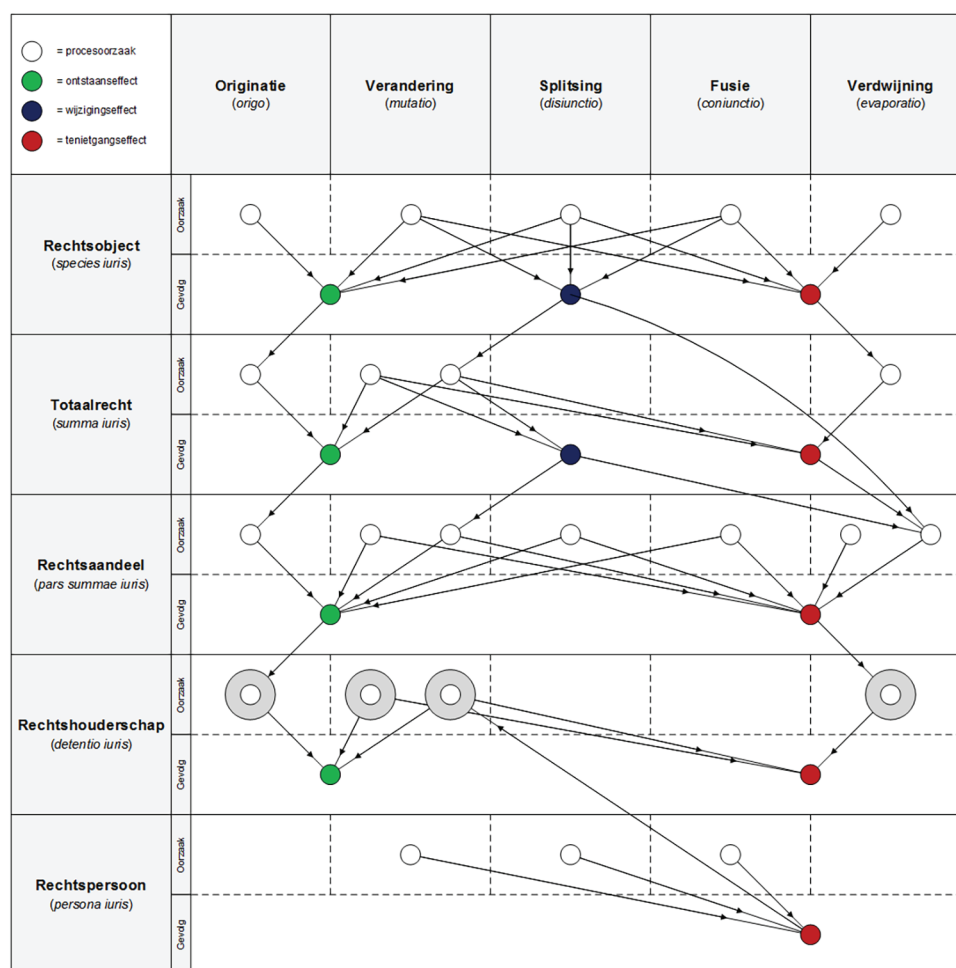 = procesoorzaak
= ontstaanseffect
= wijzigingseffect
= tenietgangseffect
Originatie
(origo)
Verandering
(mutatio)
Splitsing
(disiunctio)
Fusie
(coniunctio)
Verdwijning
(evaporatio)
Rechtsobject
(species iuris)
Oorzaak
Gevolg
Totaalrecht
(summa iuris)
Oorzaak
Gevolg
Rechtsaandeel
(pars summae iuris)
Oorzaak
Gevolg
Rechtshouderschap
(detentio iuris)
Oorzaak
Gevolg
Rechtspersoon
(persona iuris)
Oorzaak
Gevolg